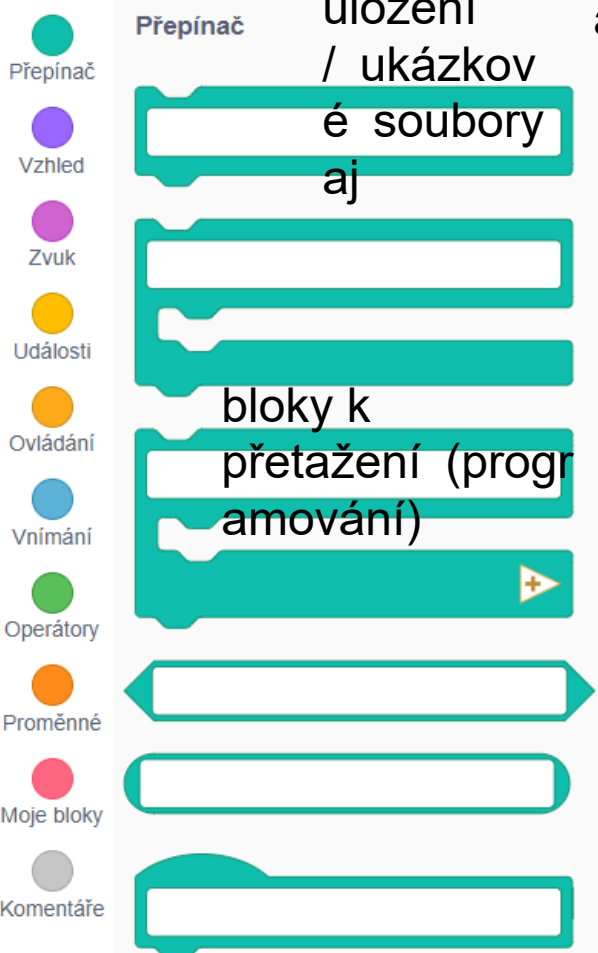 Přepínač
Vzhled
Zvuk
Události
Ovládání
Vnímání
Operátory
Proměnné
Moje bloky
Komentáře
Přepínač
uložení
/ ukázkov
é soubory
aj
bloky k
přetažení (progr
amování)